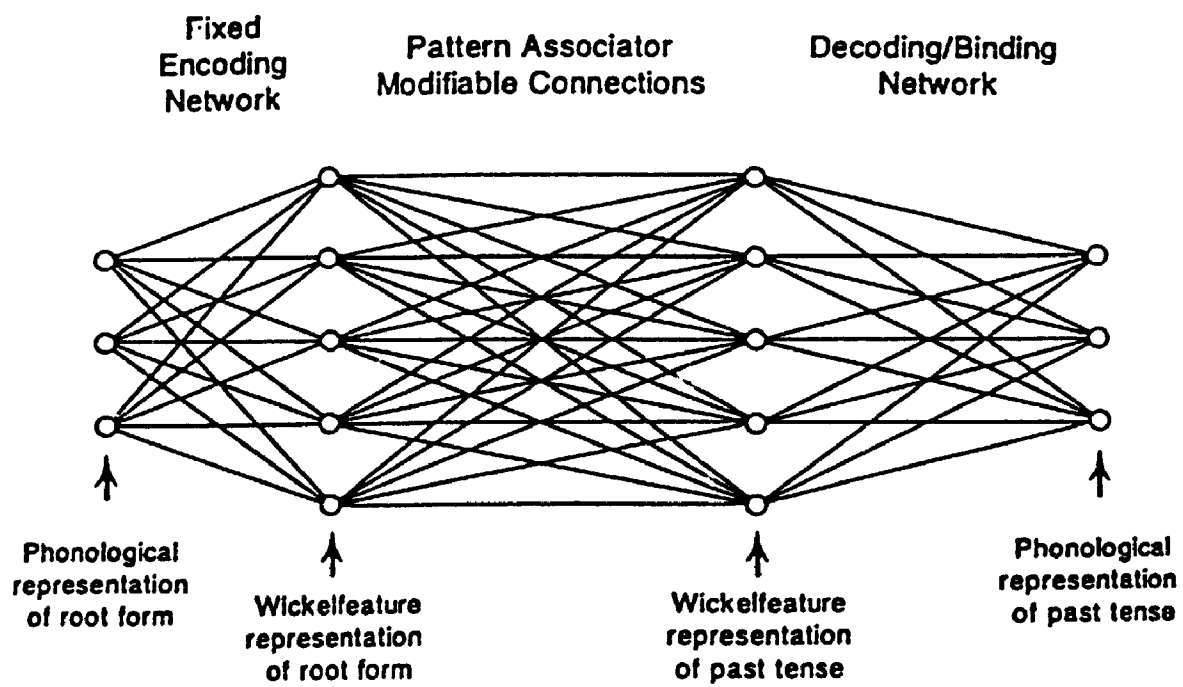 Fixed
Encoding
Network
Pattern Associator
Modifiable Connections
Decoding/Binding
Network
Phonological
representation
of root form
Wickelfeature
representation
of root form
Wickelfeature
representation
of past tense
Phonological
representation
of past tense